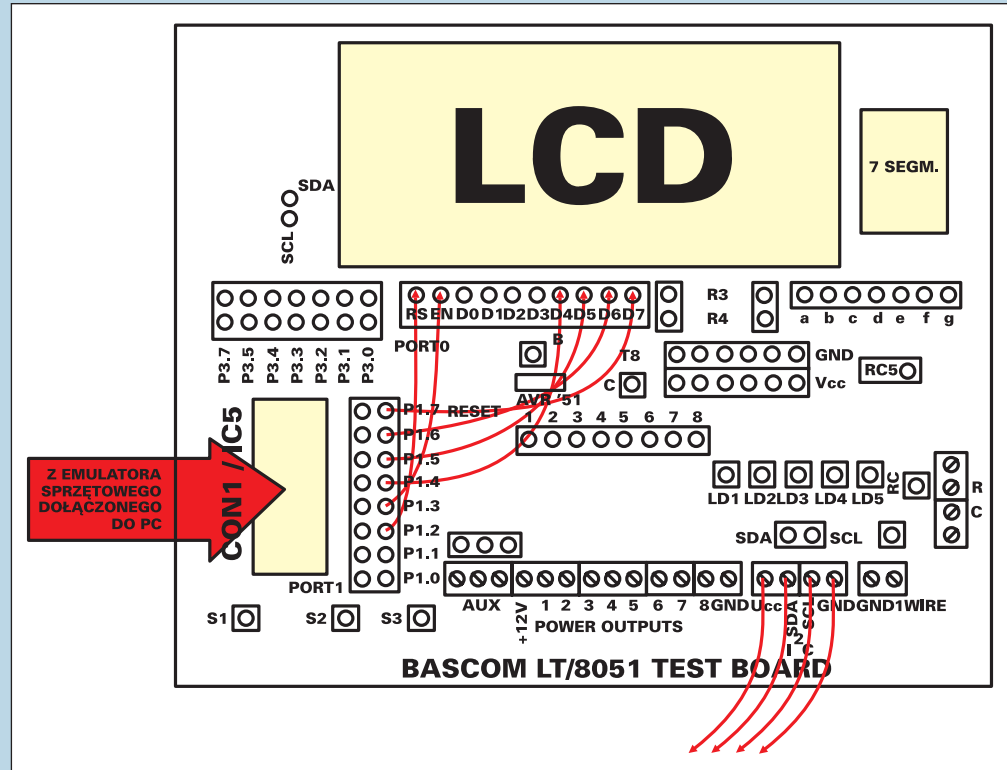 LCD
7 SEGM.
SDA
SCL
RS EN D0 D1 D2 D3 D4 D5 D6 D7
R3
R4
a b c d e f g
P3.7 P3.5 P3.4 P3.3 P3.2 P3.1 P3.0
PORT0
B
T8
C
GND
Vcc
RC5
AVR '51
RESET
P1.7
P1.6
P1.5
P1.4
P1.3
P1.2
P1.1
P1.0
1 2 3 4 5 6 7 8
Z EMULATORA
SPRZĘTOWEGO
DOŁĄCZONEGO
DO PC
CON1 / IC5
LD1 LD2 LD3 LD4 LD5
RC
R
C
SDA SCL
PORT1
S1 S2 S3
AUX
+12V 1 2 3 4 5 6 7 8 GND Ucc SDA SCL GND GND 1WIRE
I²C
POWER OUTPUTS
BASCOM LT/8051 TEST BOARD